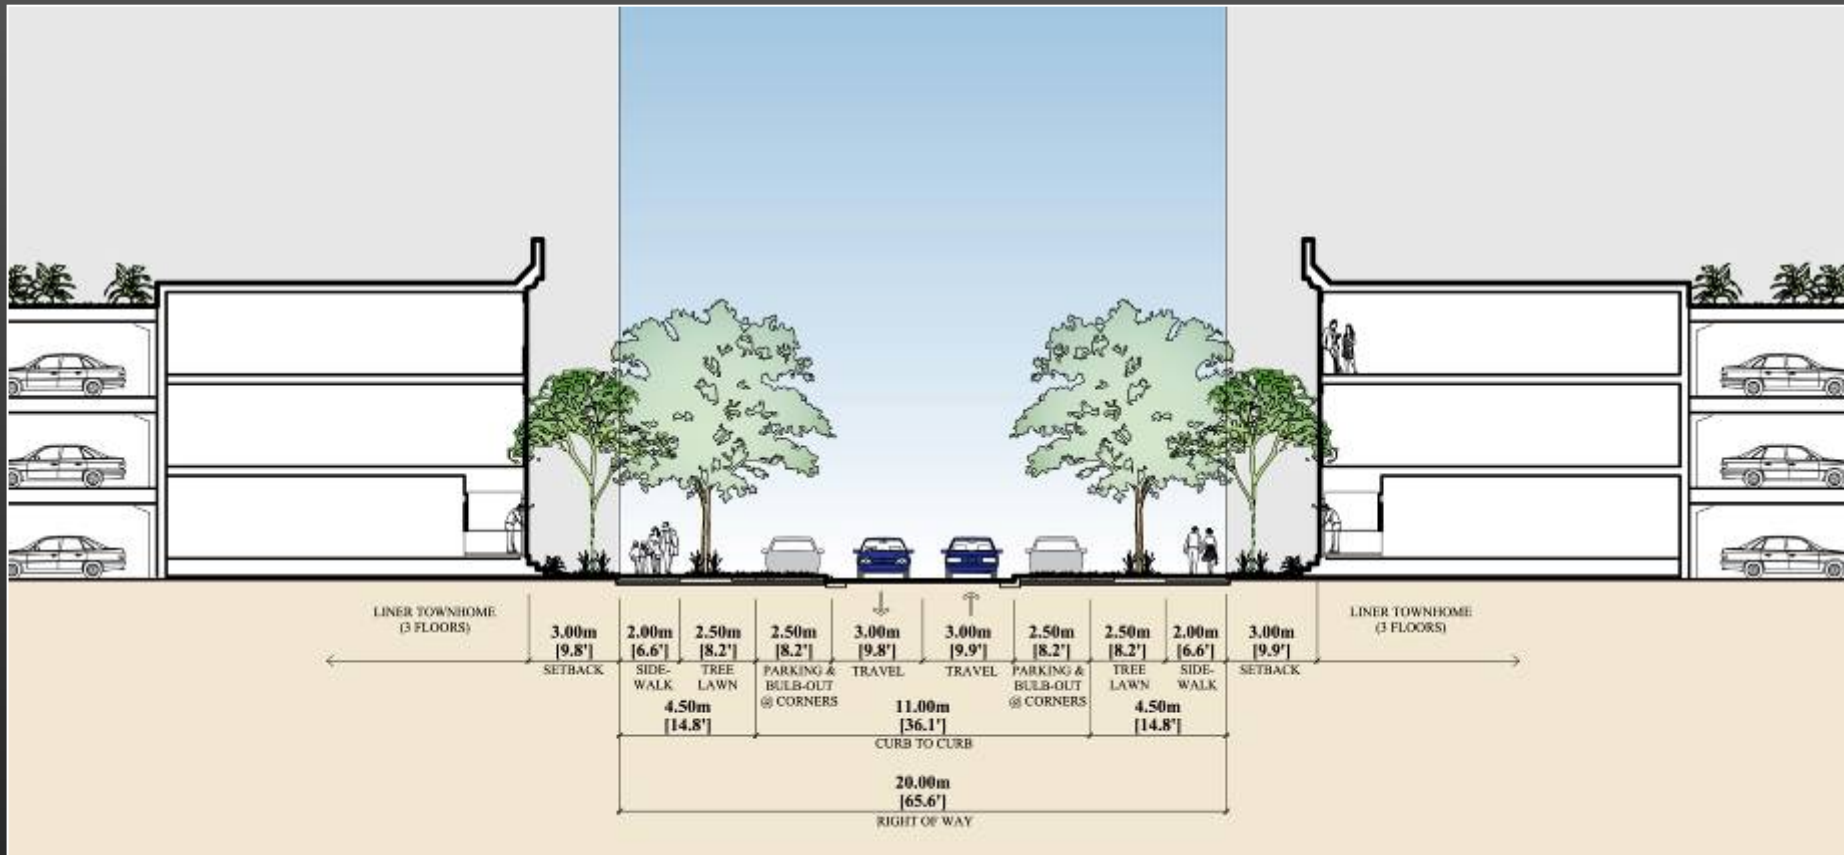 LINER TOWNHOME
(3 FLOORS)
3.00m
[9.8']
SETBACK
2.00m
[6.6']
SIDE-
WALK
2.50m
[8.2']
TREE
LAWN
2.50m
[8.2']
PARKING &
BULB-OUT
@ CORNERS
3.00m
[9.8']
TRAVEL
3.00m
[9.9']
TRAVEL
2.50m
[8.2']
PARKING &
BULB-OUT
@ CORNERS
2.50m
[8.2']
TREE
LAWN
2.00m
[6.6']
SIDE-
WALK
3.00m
[9.9']
SETBACK
LINER TOWNHOME
(3 FLOORS)
4.50m
[14.8']
11.00m
[36.1']
CURB TO CURB
4.50m
[14.8']
20.00m
[65.6']
RIGHT OF WAY